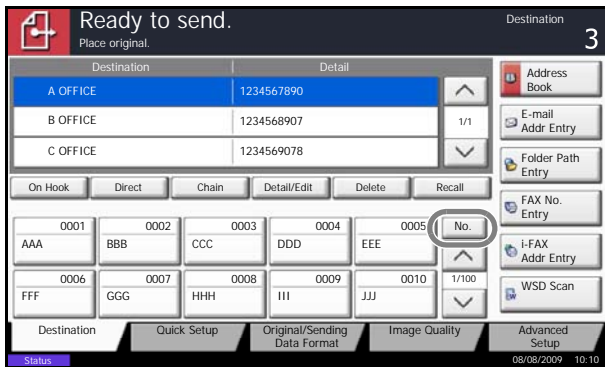 Ready to send.
Place original.
Destination
3
Destination Detail
A OFFICE 1234567890
B OFFICE 1234568907
1/1
C OFFICE 1234569078
Address
Book
E-mail
Addr Entry
Folder Path
Entry
FAX No.
Entry
i-FAX
Addr Entry
WSD Scan
On Hook Direct Chain Detail/Edit Delete Recall
0001 0002 0003 0004 0005 No.
AAA BBB CCC DDD EEE
0006 0007 0008 0009 0010 1/100
FFF GGG HHH III JJJ
Destination Quick Setup Original/Sending
Data Format Image Quality Advanced
Setup
Status 08/08/2009 10:10